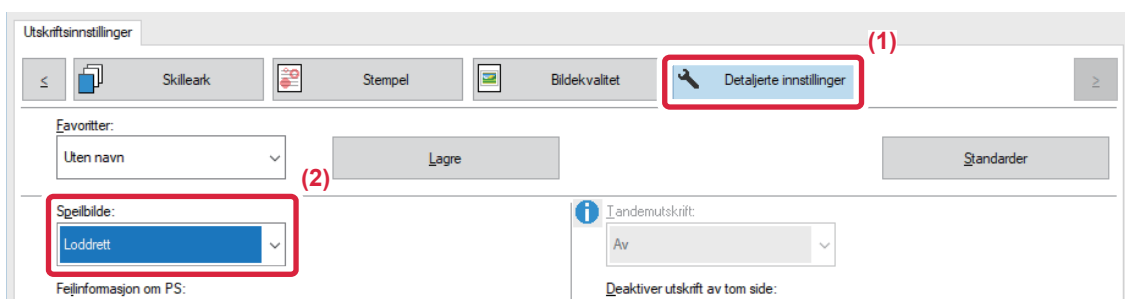 Utskriftsinnstillinger
(1)
<
Skilleark
Stempel
Bildekvalitet
Detaljerte innstillinger
>
Favoritter:
Uten navn
Lagre
Standarder
(2)
Speilbilde:
Loddrett
Tandemutskrift:
Av
Fejlinformasjon om PS:
Deaktiver utskrift av tom side: